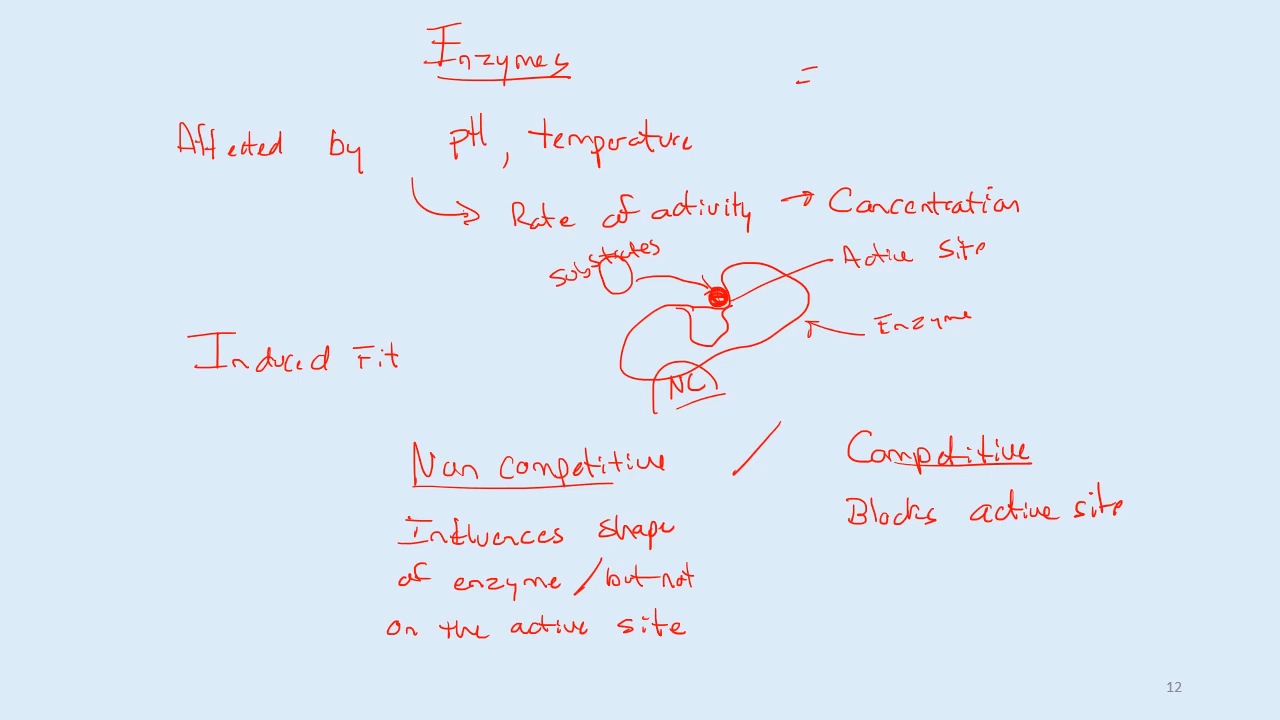 Enzymes
=
Affected by pH, temperature
Rate of activity → Concentration
Substrates
Active Site
Enzyme
Induced Fit
NC
Non competitive / Competitive
Influences shape
Blocks active site
of enzyme / but not
on the active site
12